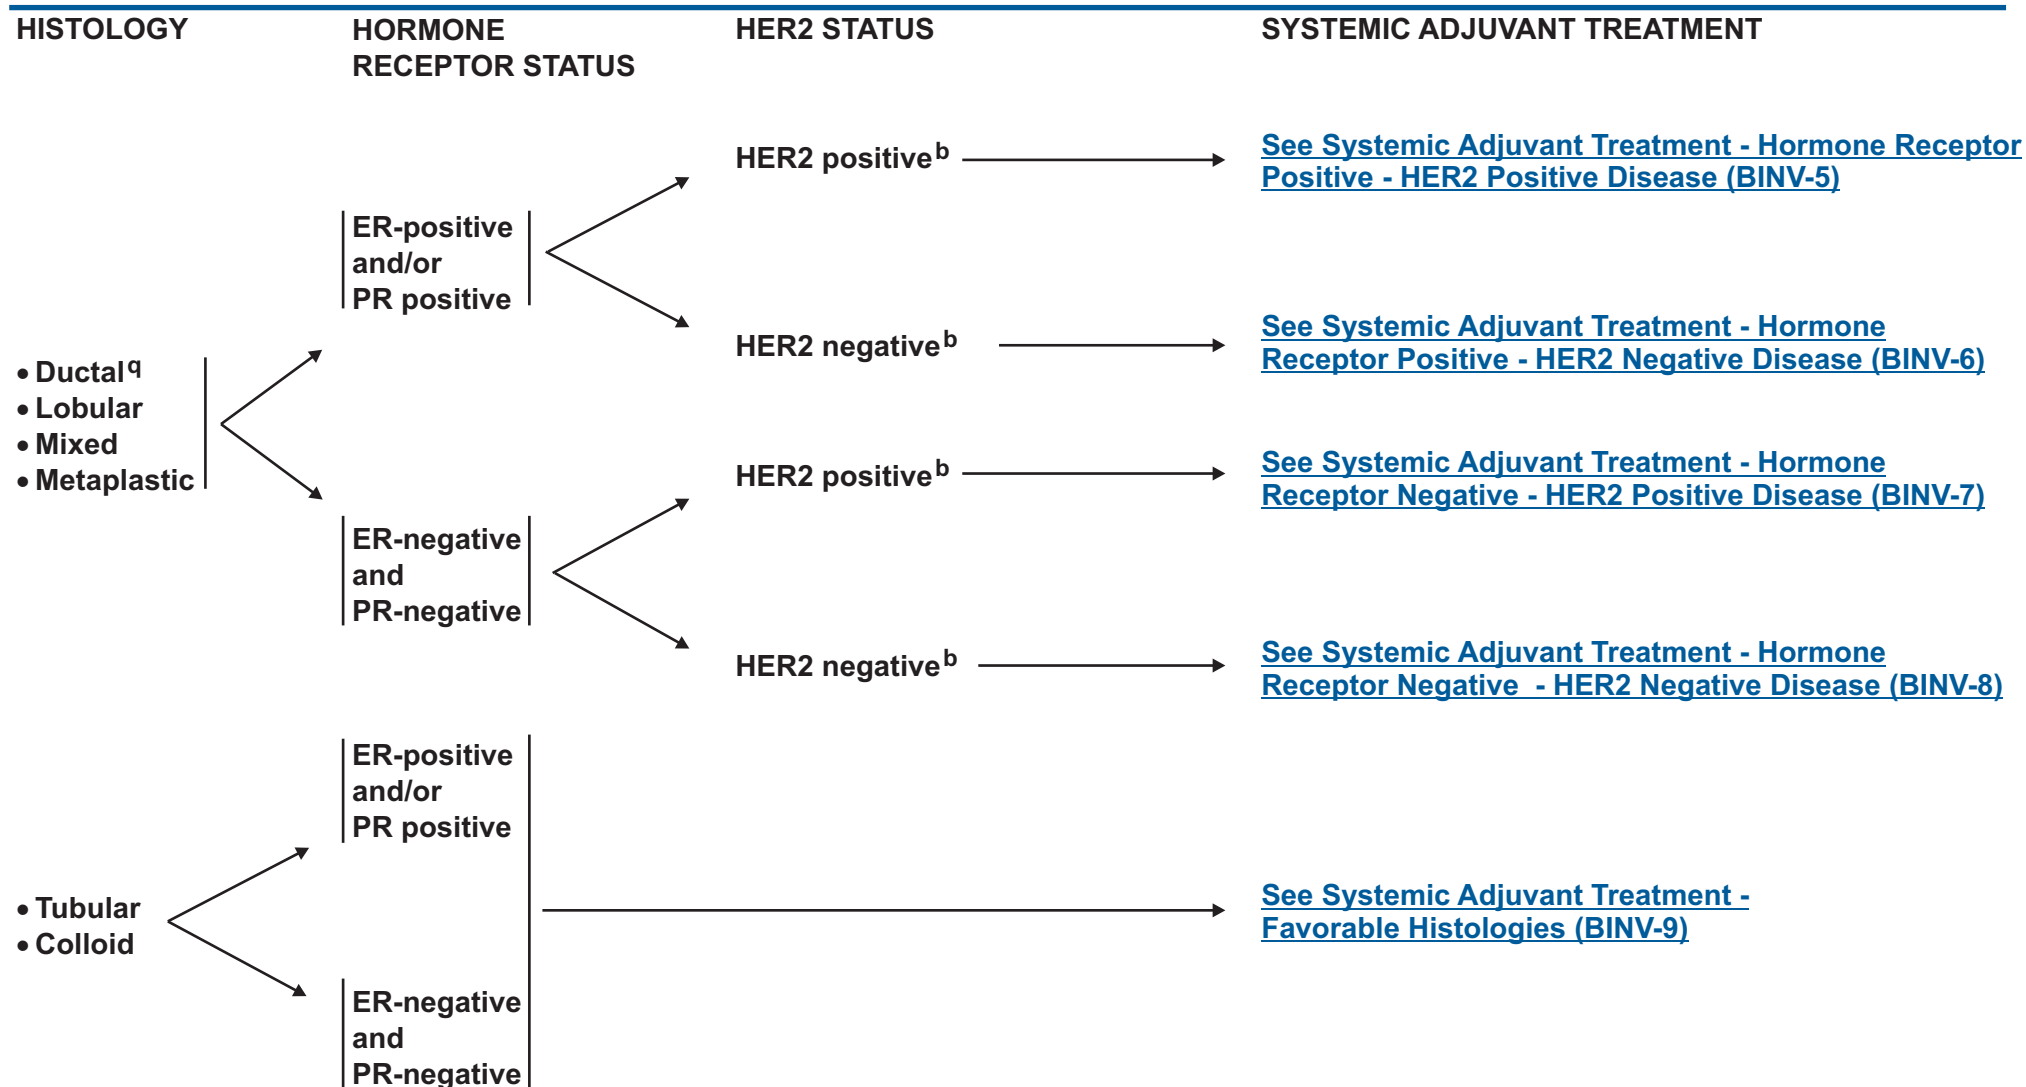 HISTOLOGY
HORMONE
RECEPTOR STATUS
HER2 STATUS
SYSTEMIC ADJUVANT TREATMENT
• Ductal q
• Lobular
• Mixed
• Metaplastic
ER-positive
and/or
PR positive
HER2 positive b
See Systemic Adjuvant Treatment - Hormone Receptor
Positive - HER2 Positive Disease (BINV-5)
HER2 negative b
See Systemic Adjuvant Treatment - Hormone
Receptor Positive - HER2 Negative Disease (BINV-6)
ER-negative
and
PR-negative
HER2 positive b
See Systemic Adjuvant Treatment - Hormone
Receptor Negative - HER2 Positive Disease (BINV-7)
HER2 negative b
See Systemic Adjuvant Treatment - Hormone
Receptor Negative - HER2 Negative Disease (BINV-8)
• Tubular
• Colloid
ER-positive
and/or
PR positive
ER-negative
and
PR-negative
See Systemic Adjuvant Treatment -
Favorable Histologies (BINV-9)